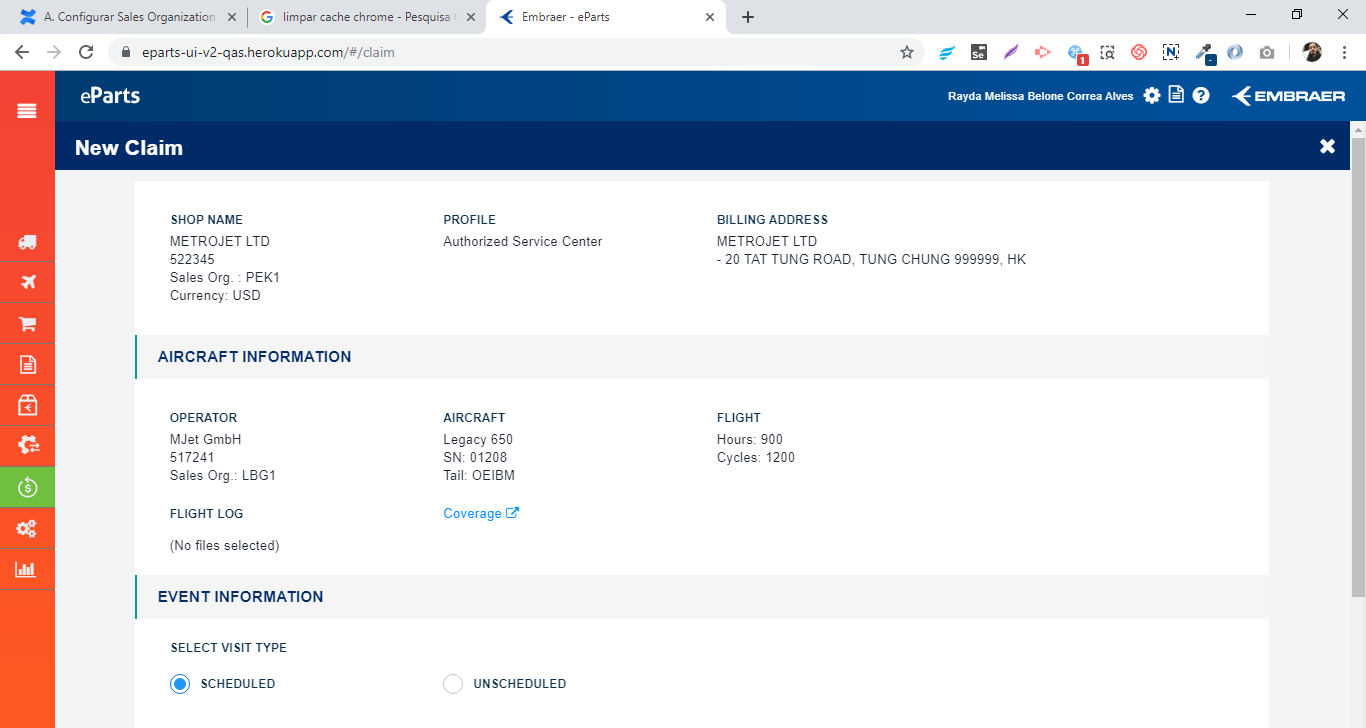 A. Configurar Sales Organization
limpar cache chrome - Pesquisa
Embraer - eParts
eparts-ui-v2-qas.herokuapp.com/#/claim
Se
1
N
-
eParts
Rayda Melissa Belone Correa Alves
EMBRAER
New Claim
SHOP NAME
METROJET LTD
522345
Sales Org. : PEK1
Currency: USD
PROFILE
Authorized Service Center
BILLING ADDRESS
METROJET LTD
- 20 TAT TUNG ROAD, TUNG CHUNG 999999, HK
AIRCRAFT INFORMATION
OPERATOR
MJet GmbH
517241
Sales Org.: LBG1
AIRCRAFT
Legacy 650
SN: 01208
Tail: OEIBM
FLIGHT
Hours: 900
Cycles: 1200
FLIGHT LOG
(No files selected)
Coverage
EVENT INFORMATION
SELECT VISIT TYPE
SCHEDULED
UNSCHEDULED